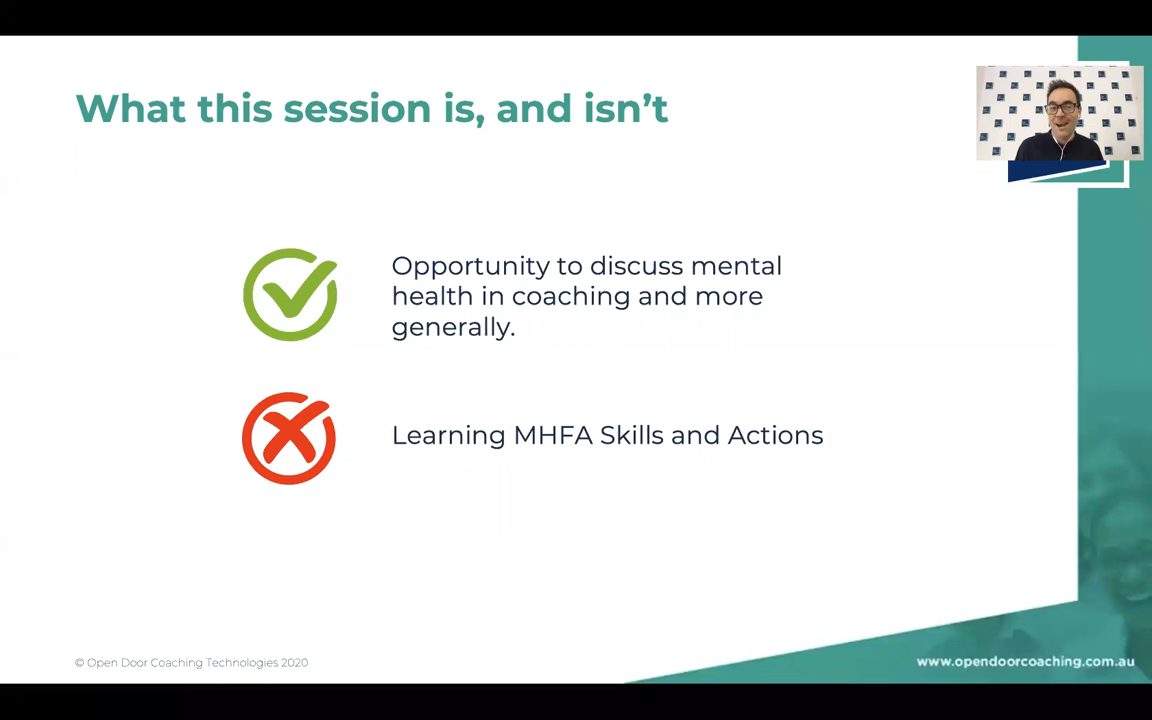 What this session is, and isn’t
Opportunity to discuss mental
health in coaching and more
generally.
Learning MHFA Skills and Actions
© Open Door Coaching Technologies 2020
www.opendoorcoaching.com.au